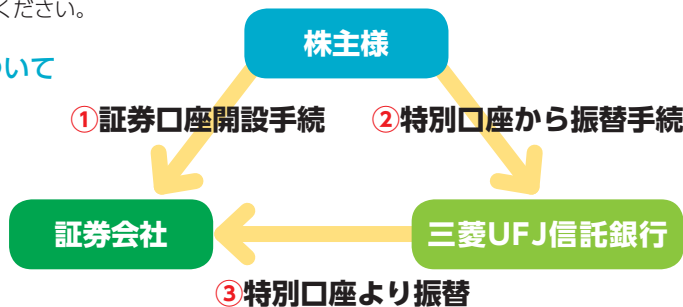 ください。
株主様
ついて
①証券口座開設手続
②特別口座から振替手続
証券会社
三菱UFJ信託銀行
③特別口座より振替